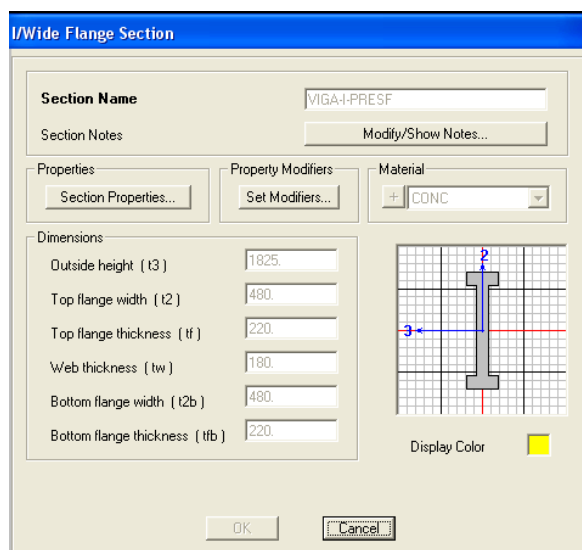 I/Wide Flange Section
Section Name VIGA-I-PRESF
Section Notes Modify/Show Notes...
Properties Property Modifiers Material
Section Properties... Set Modifiers... + CONC
Dimensions
Outside height ( t3 ) 1825.
Top flange width ( t2 ) 480.
Top flange thickness ( tf ) 220.
Web thickness ( tw ) 180.
Bottom flange width ( t2b ) 480.
Bottom flange thickness ( tfb ) 220.
2
3
Display Color
OK Cancel